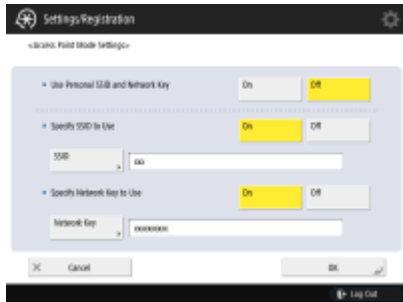 Settings/Registration
<Access Point Mode Settings>
Use Personal SSID and Network Key
On
Off
Specify SSID to Use
On
Off
SSID
Specify Network Key to Use
On
Off
Network Key
Cancel
OK
Log Out